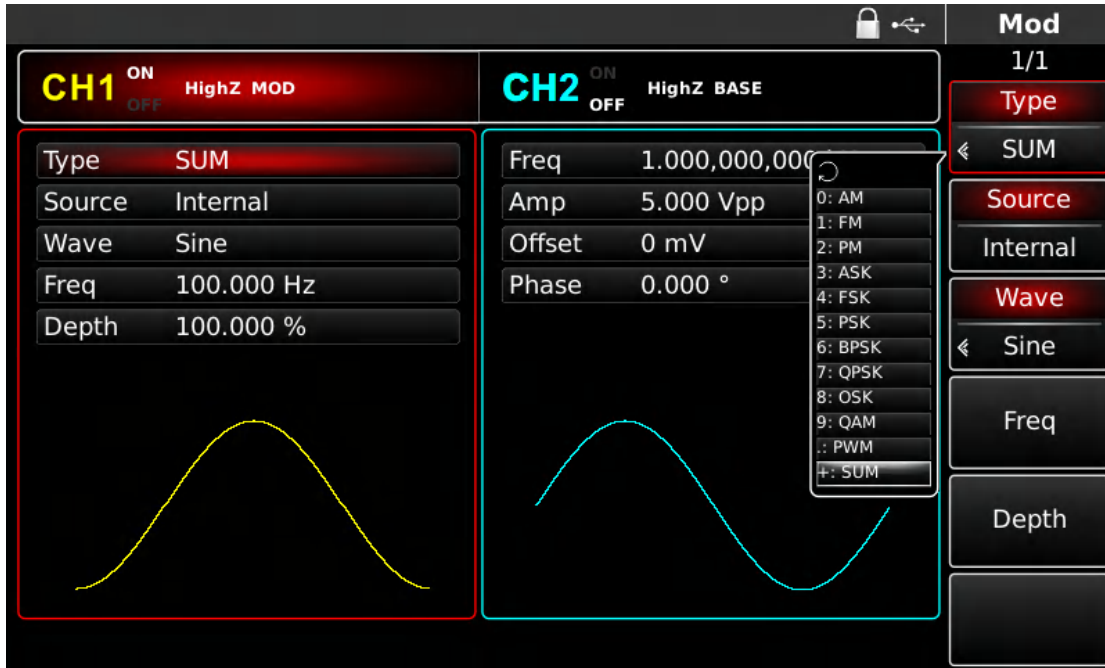 Mod
1/1
CH1 ON OFF HighZ MOD
CH2 ON OFF HighZ BASE
Type SUM
Source Internal
Wave Sine
Freq 100.000 Hz
Depth 100.000 %
Freq 1.000,000,000
Amp 5.000 Vpp
Offset 0 mV
Phase 0.000 °
0: AM
1: FM
2: PM
3: ASK
4: FSK
5: PSK
6: BPSK
7: QPSK
8: OSK
9: QAM
.: PWM
+: SUM
Type
SUM
Source
Internal
Wave
Sine
Freq
Depth